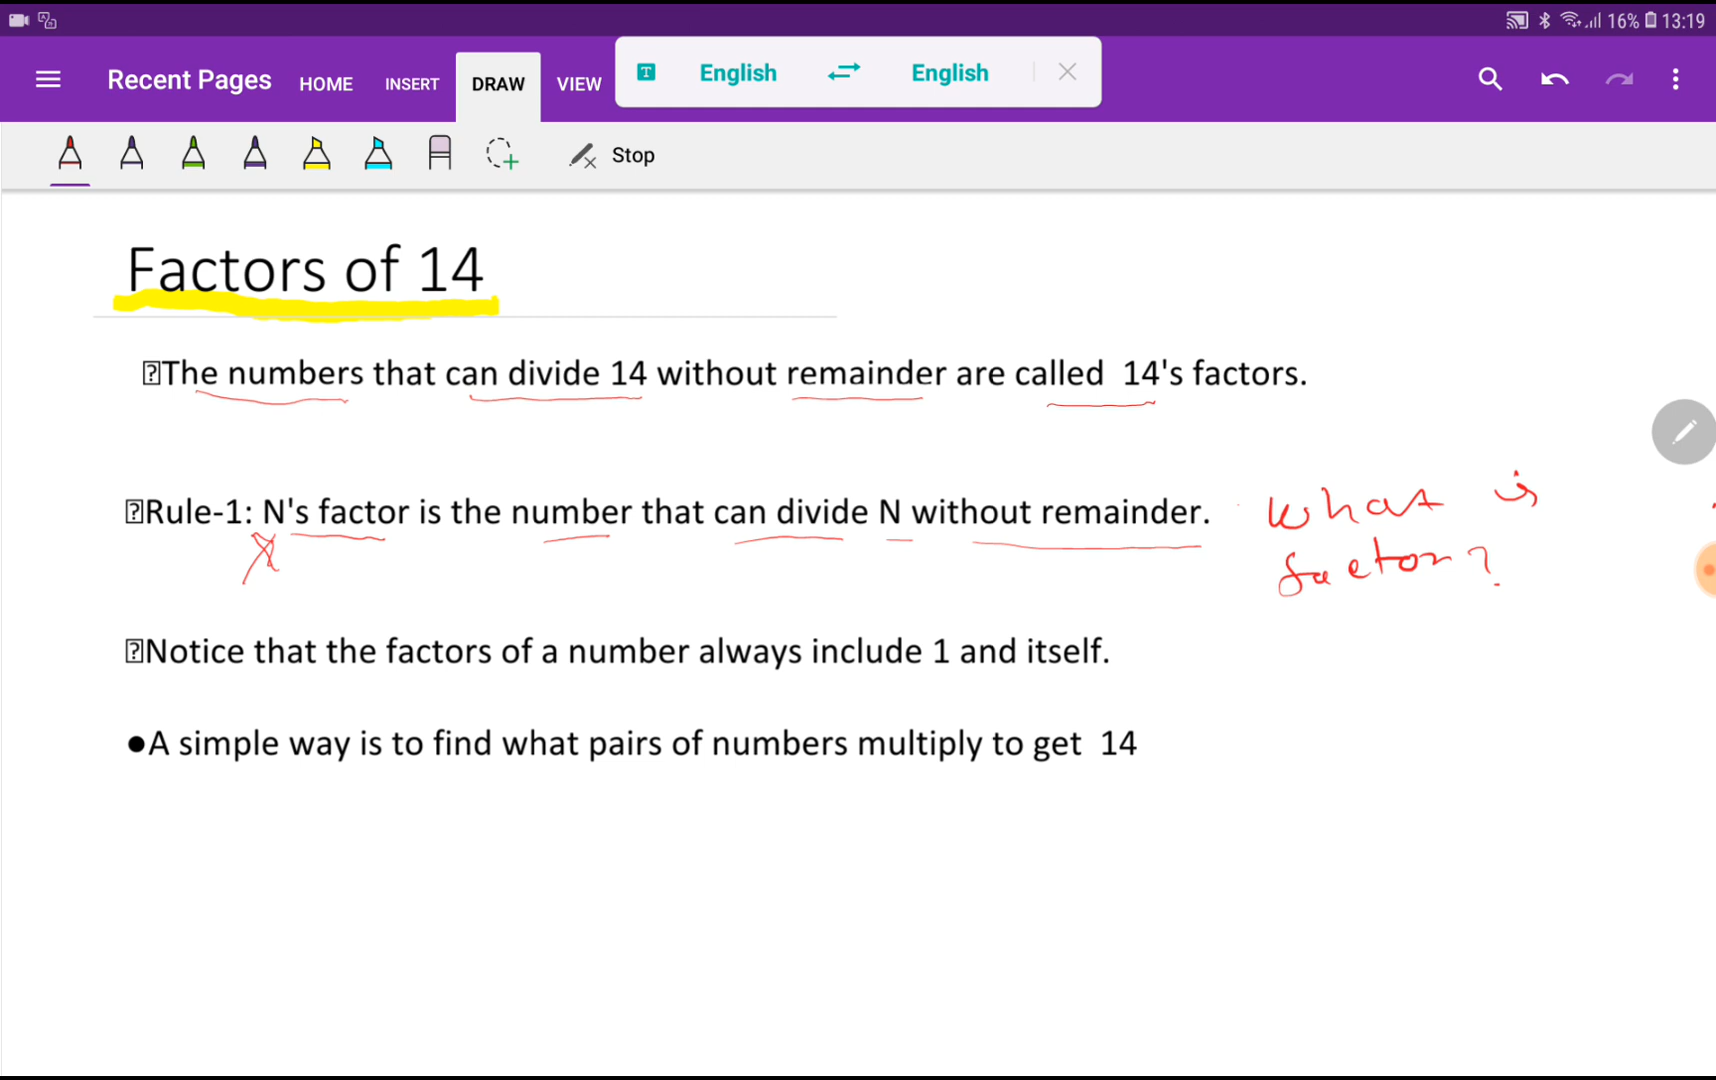 16% 13:19
Recent Pages HOME INSERT DRAW VIEW
English English
Stop
Factors of 14
The numbers that can divide 14 without remainder are called 14's factors.
Rule-1: N's factor is the number that can divide N without remainder.
What is
factor?
Notice that the factors of a number always include 1 and itself.
●A simple way is to find what pairs of numbers multiply to get 14